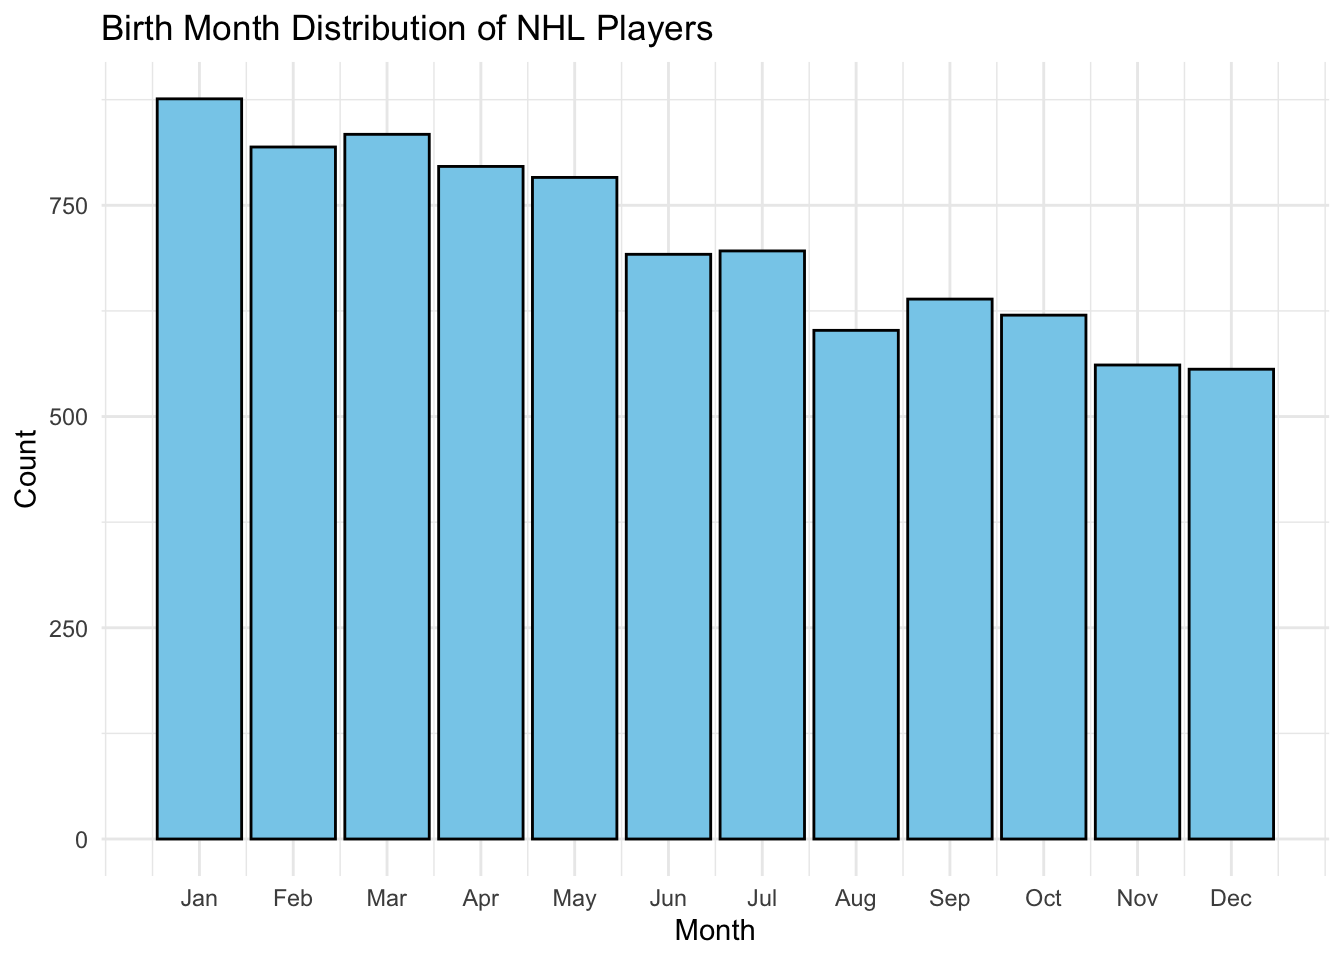 Birth Month Distribution of NHL Players
Count
750
500
250
0
Jan Feb Mar Apr May Jun Jul Aug Sep Oct Nov Dec
Month